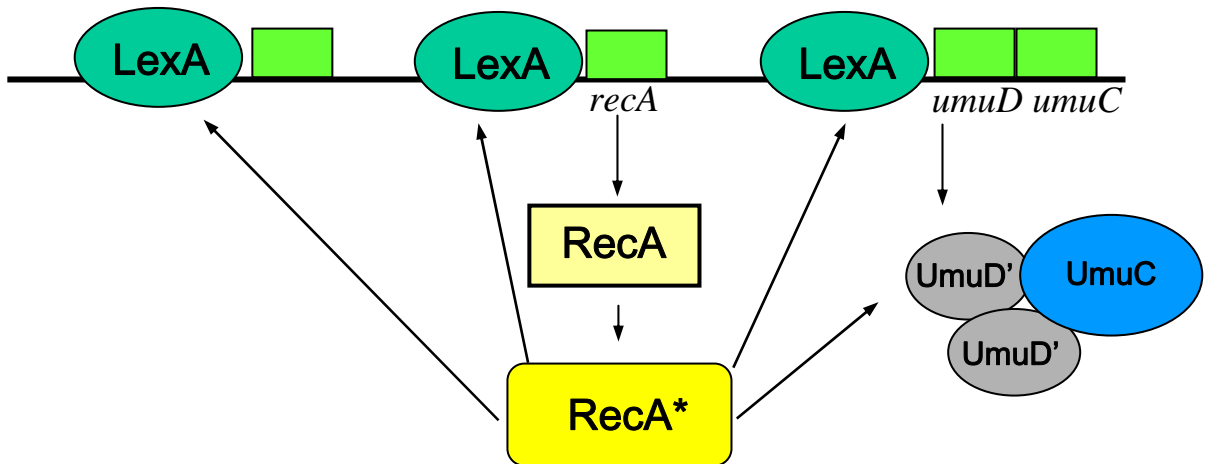 LexA LexA LexA
recA umuD umuC
RecA
UmuD’ UmuC
UmuD’
RecA*